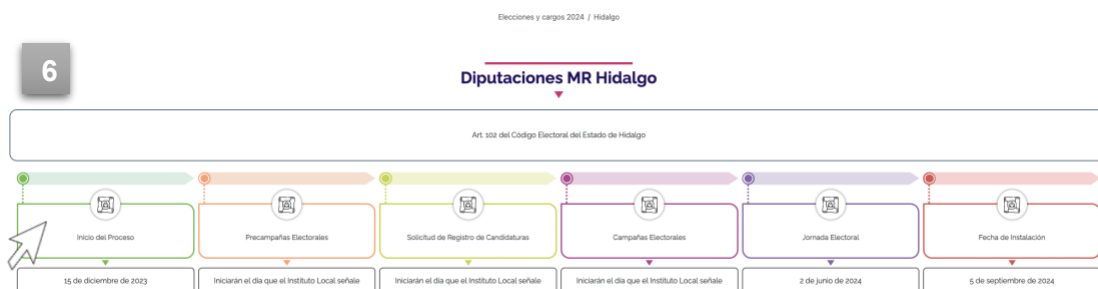 Elecciones y cargos 2024 / Hidalgo
6
Diputaciones MR Hidalgo
Art. 102 del Código Electoral del Estado de Hidalgo
Inicio del Proceso
Precampañas Electorales
Solicitud de Registro de Candidaturas
Campañas Electorales
Jornada Electoral
Fecha de Instalación
15 de diciembre de 2023
Iniciarán el día que el Instituto Local señale
Iniciarán el día que el Instituto Local señale
Iniciarán el día que el Instituto Local señale
2 de junio de 2024
5 de septiembre de 2024